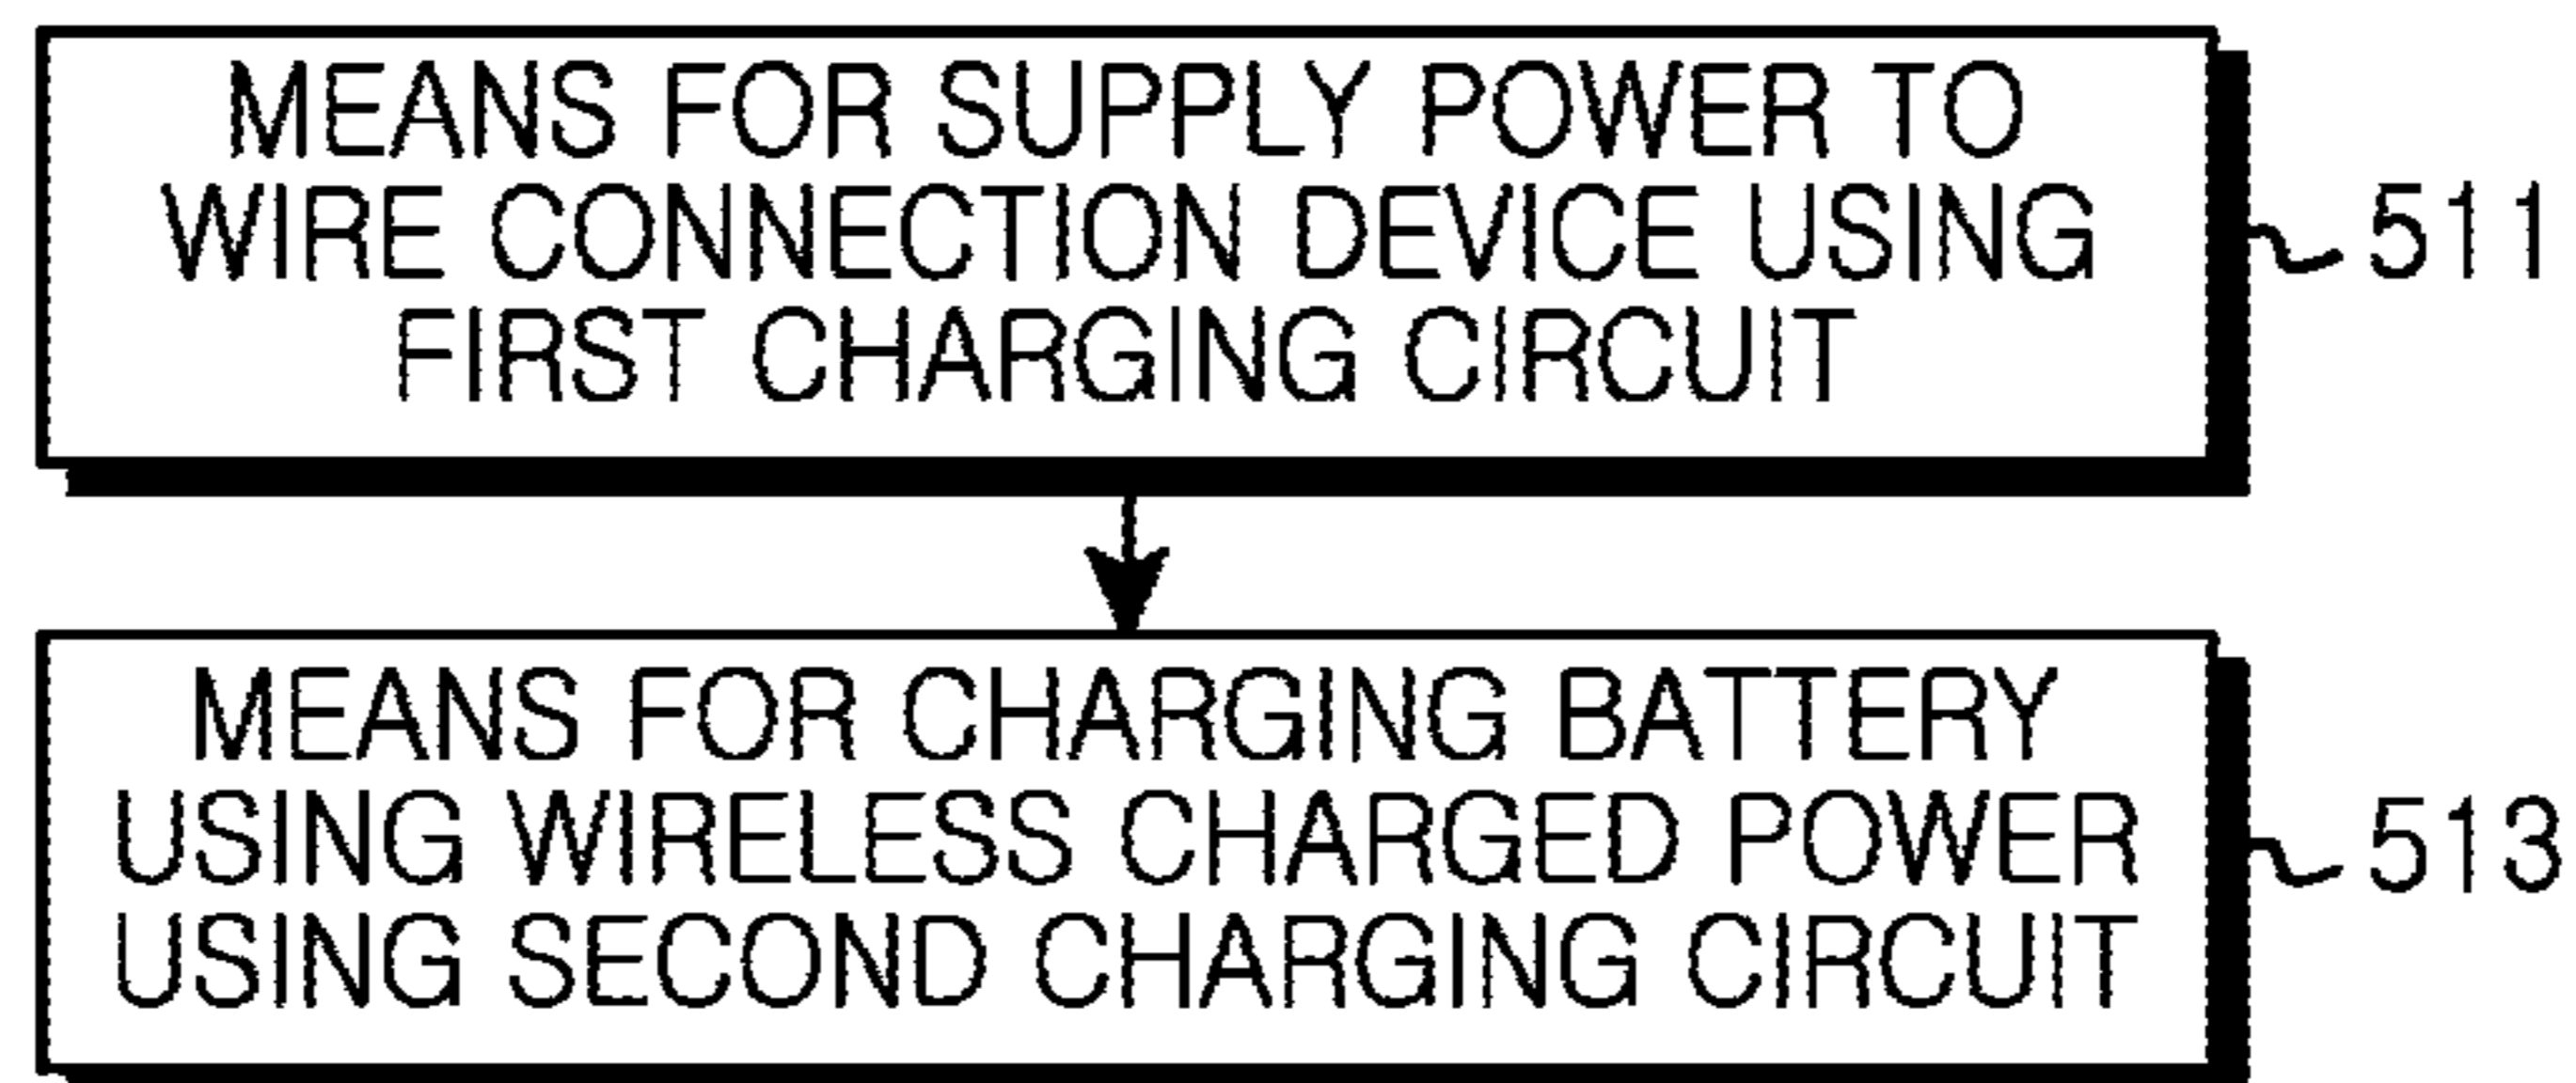 MEANS FOR SUPPLY POWER TO
WIRE CONNECTION DEVICE USING
FIRST CHARGING CIRCUIT
511
MEANS FOR CHARGING BATTERY
USING WIRELESS CHARGED POWER
USING SECOND CHARGING CIRCUIT
513